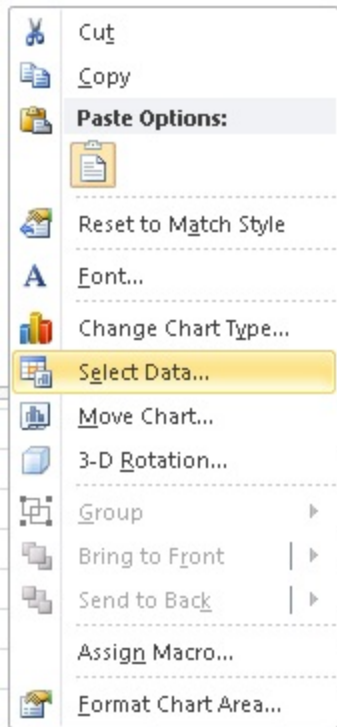 Cut
Copy
Paste Options:
Reset to Match Style
Font...
Change Chart Type...
Select Data...
Move Chart...
3-D Rotation...
Group
Bring to Front
Send to Back
Assign Macro...
Format Chart Area...